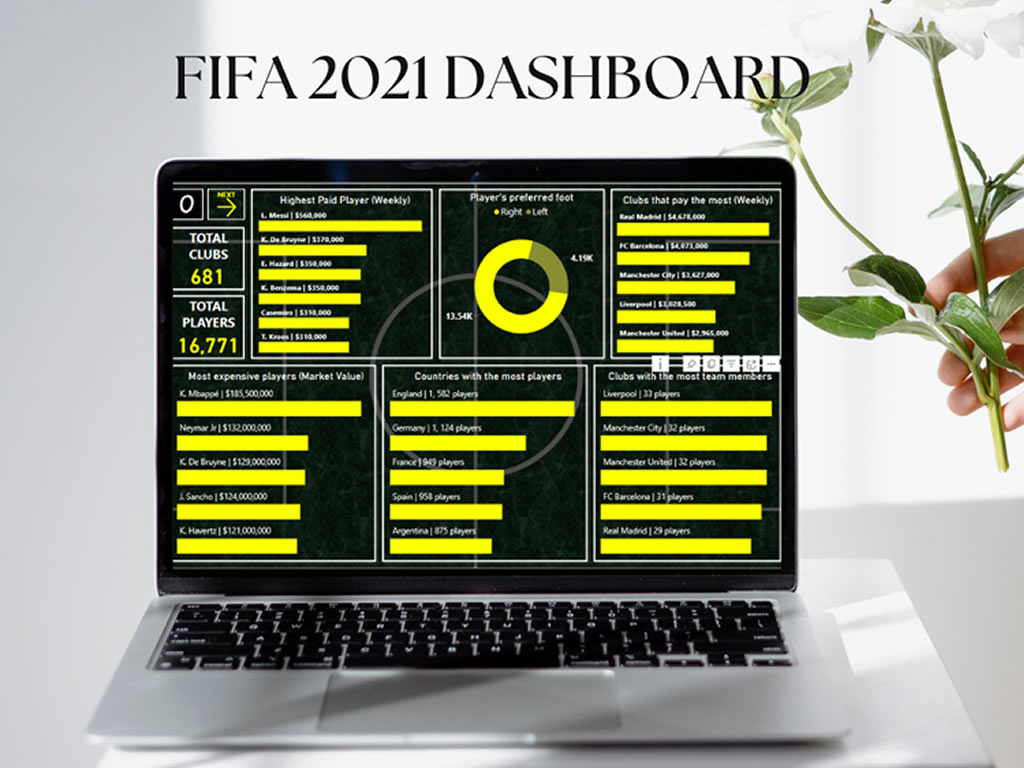 FIFA 2021 DASHBOARD
0
NEXT
TOTAL
CLUBS
681
TOTAL
PLAYERS
16,771
Highest Paid Player (Weekly)
L. Messi | $560,000
K. De Bruyne | $370,000
E. Hazard | $350,000
K. Benzema | $350,000
Casemiro | $310,000
T. Kroos | $310,000
Player's preferred foot
Right Left
4.19K
13.54K
Clubs that pay the most (Weekly)
Real Madrid | $4,678,000
FC Barcelona | $4,073,000
Manchester City | $3,627,000
Liverpool | $3,028,500
Manchester United | $2,965,000
Most expensive players (Market Value)
K. Mbappé | $185,500,000
Neymar Jr | $132,000,000
K. De Bruyne | $129,000,000
J. Sancho | $124,000,000
K. Havertz | $121,000,000
Countries with the most players
England | 1, 582 players
Germany | 1, 124 players
France | 949 players
Spain | 958 players
Argentina | 875 players
Clubs with the most team members
Liverpool | 33 players
Manchester City | 32 players
Manchester United | 32 players
FC Barcelona | 31 players
Real Madrid | 29 players